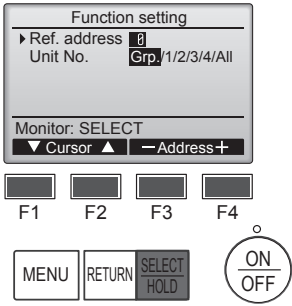 Function setting
Ref. address 0
Unit No. Grp./1/2/3/4/All
Monitor: SELECT
▼ Cursor ▲ －Address＋
F1 F2 F3 F4
MENU RETURN SELECT HOLD ON OFF